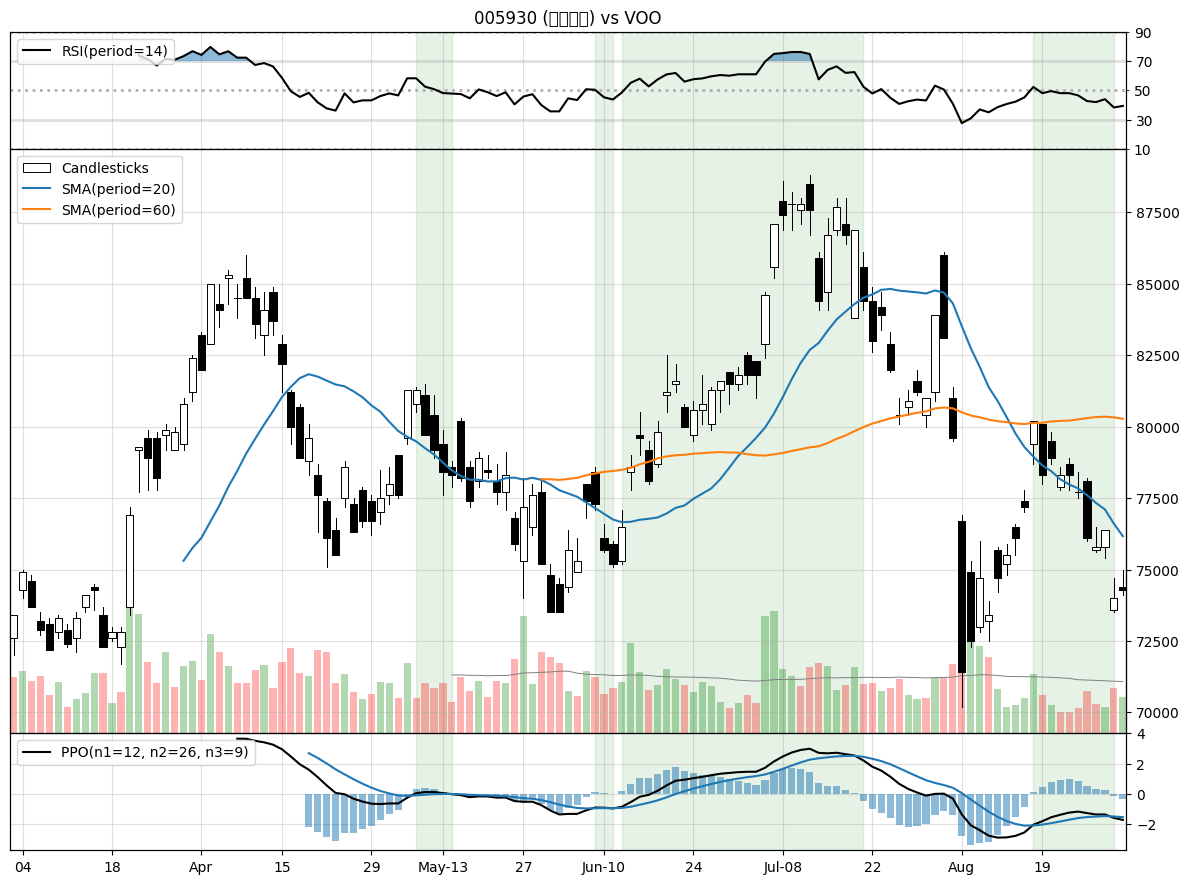 005930 (▯▯▯▯) vs VOO
RSI(period=14)
90
70
50
30
10
Candlesticks
SMA(period=20)
SMA(period=60)
87500
85000
82500
80000
77500
75000
72500
70000
PPO(n1=12, n2=26, n3=9)
4
2
0
−2
04 18 Apr 15 29 May-13 27 Jun-10 24 Jul-08 22 Aug 19